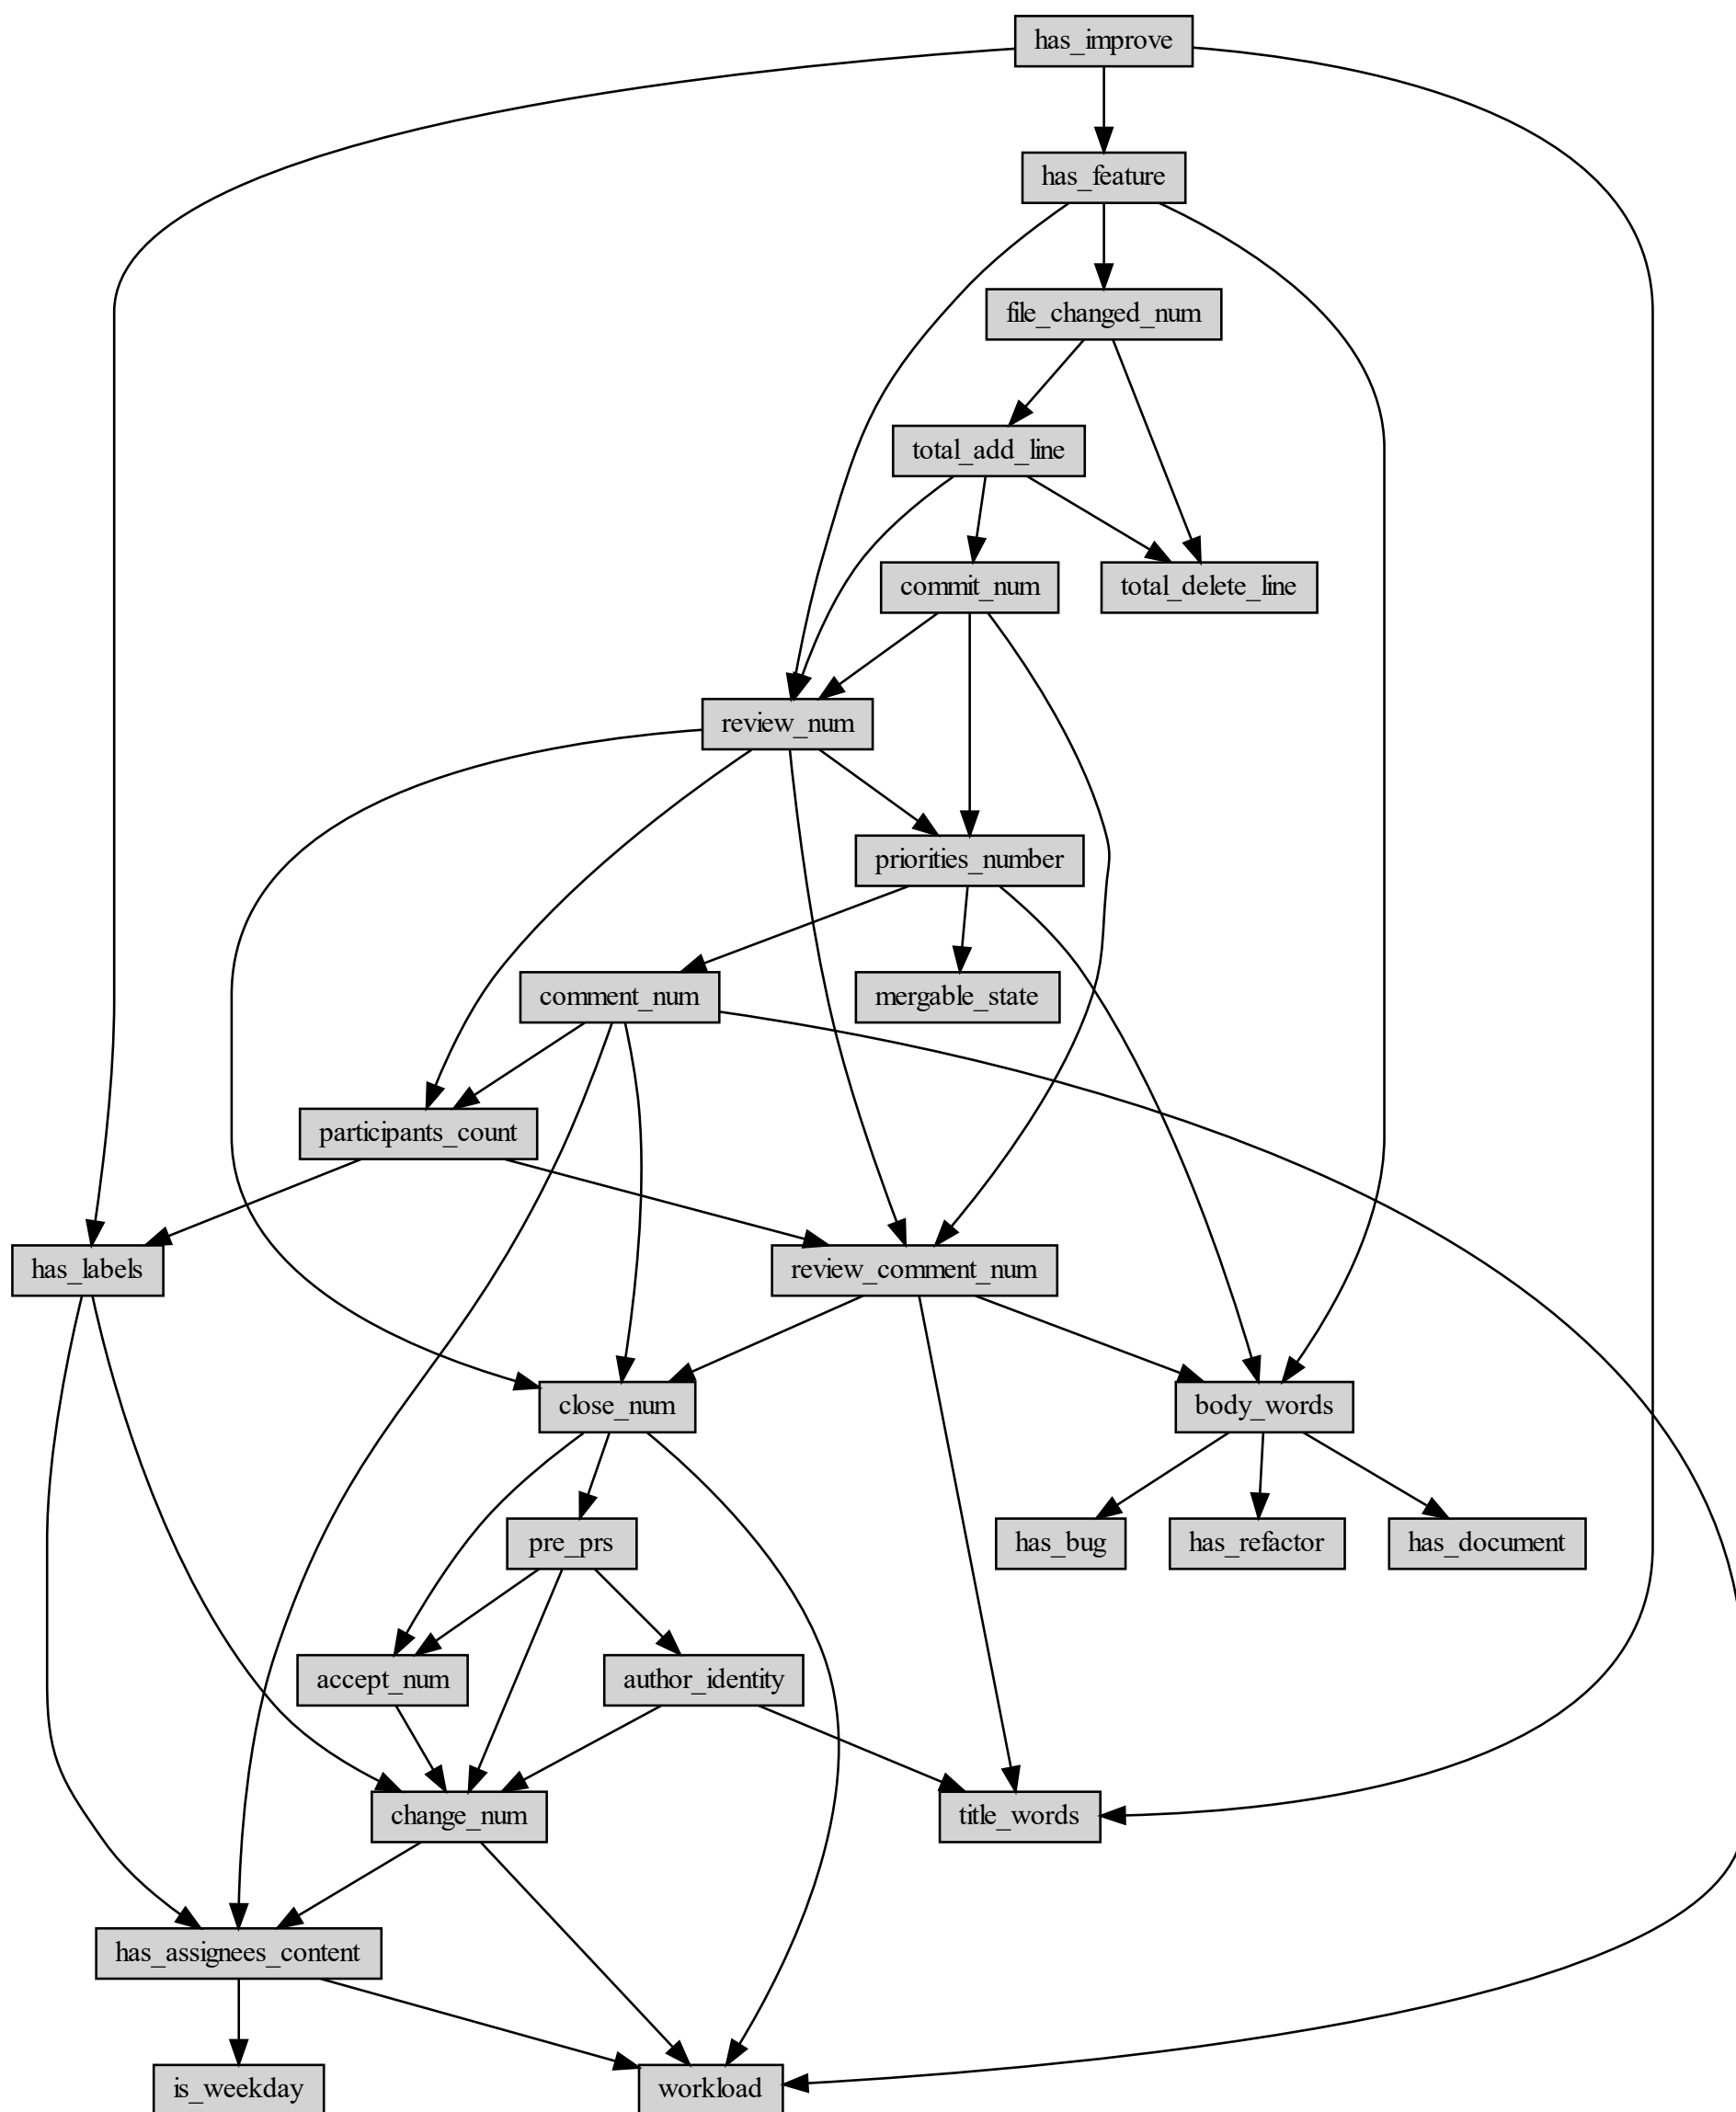 has_improve
has_feature
file_changed_num
total_add_line
commit_num
total_delete_line
review_num
priorities_number
comment_num
mergable_state
participants_count
has_labels
review_comment_num
close_num
body_words
pre_prs
has_bug
has_refactor
has_document
accept_num
author_identity
change_num
title_words
has_assignees_content
is_weekday
workload